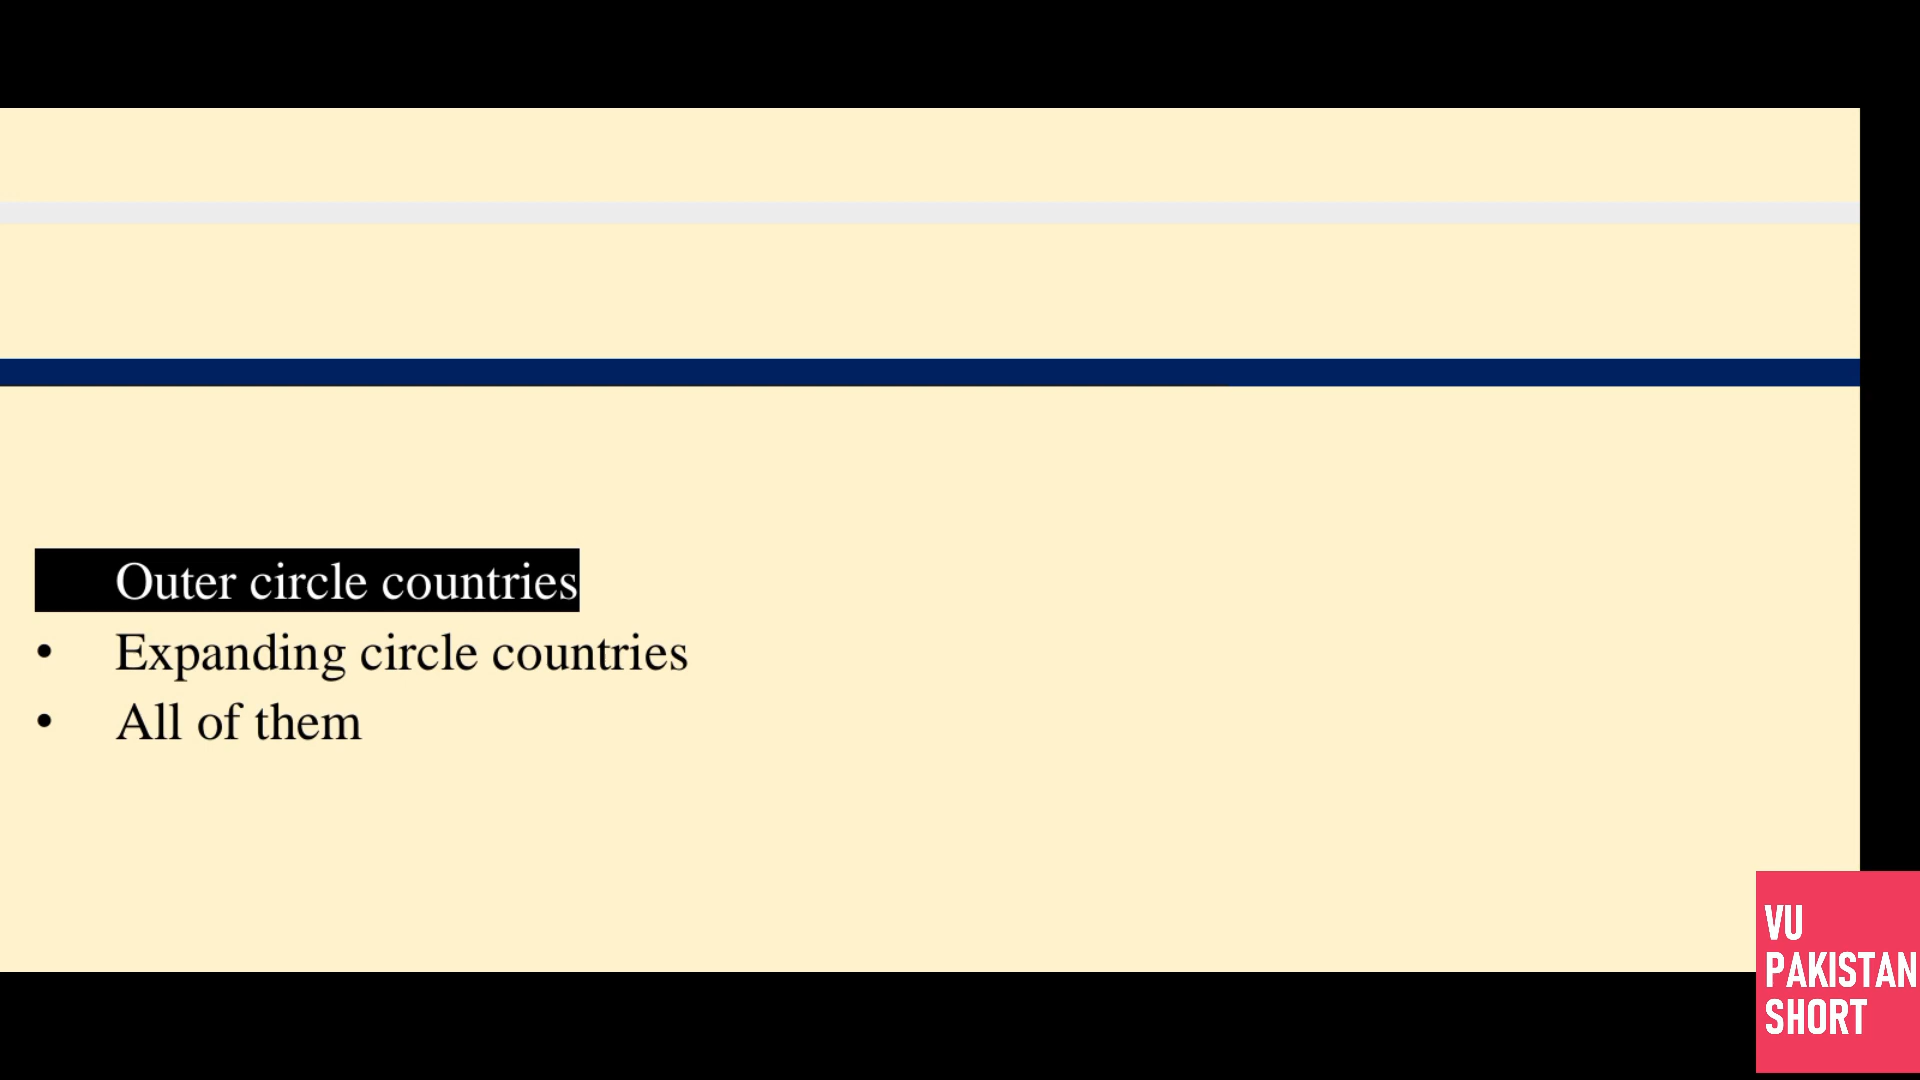 Outer circle countries
• Expanding circle countries
• All of them
VU
PAKISTAN
SHORT